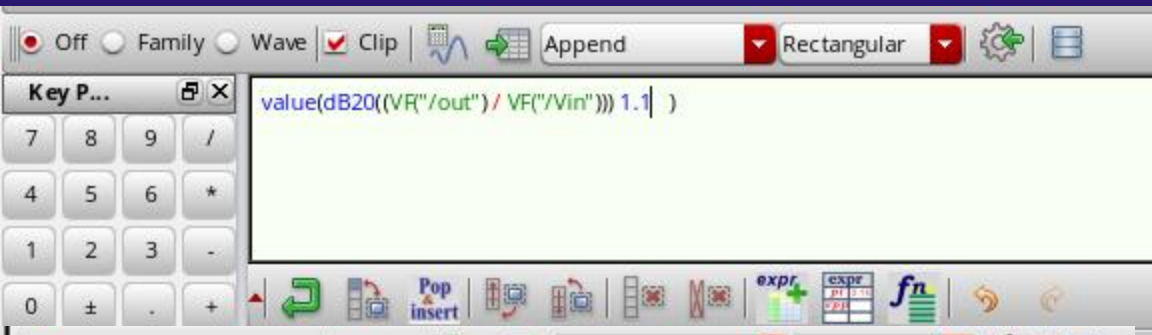 Off Family Wave Clip Append Rectangular
Key P...
value(dB20((VF("/out") / VF("/Vin"))) 1.1 )
7 8 9 /
4 5 6 *
1 2 3 -
0 ± . +
Pop & insert
expr
expr
fn